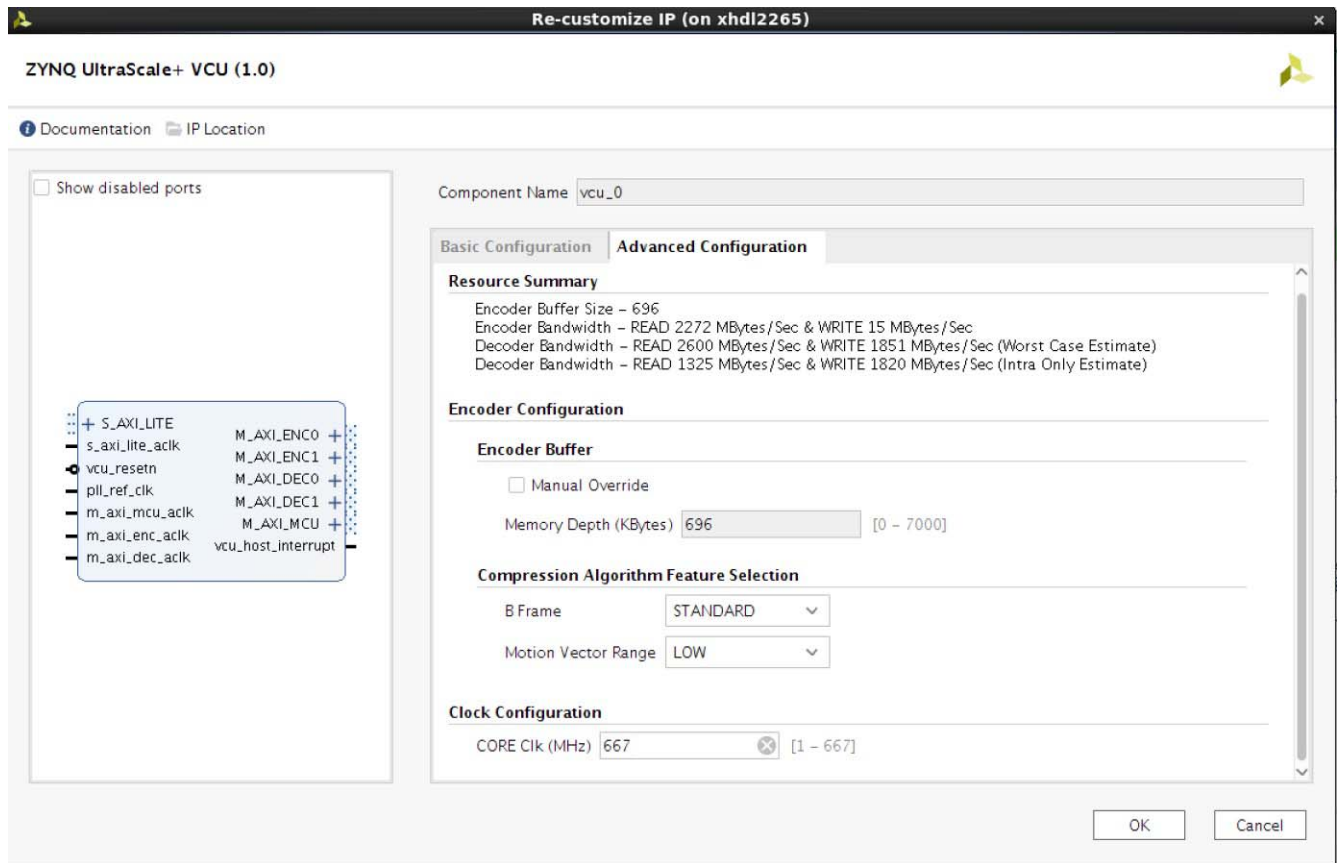 Re-customize IP (on xhdl2265)
ZYNQ UltraScale+ VCU (1.0)
Documentation IP Location
Show disabled ports
S_AXI_LITE
s_axi_lite_aclk
vcu_resetn
pll_ref_clk
m_axi_mcu_aclk
m_axi_enc_aclk
m_axi_dec_aclk
M_AXI_ENC0
M_AXI_ENC1
M_AXI_DEC0
M_AXI_DEC1
M_AXI_MCU
vcu_host_interrupt
Component Name vcu_0
Basic Configuration Advanced Configuration
Resource Summary
Encoder Buffer Size – 696
Encoder Bandwidth – READ 2272 MBytes/Sec & WRITE 15 MBytes/Sec
Decoder Bandwidth – READ 2600 MBytes/Sec & WRITE 1851 MBytes/Sec (Worst Case Estimate)
Decoder Bandwidth – READ 1325 MBytes/Sec & WRITE 1820 MBytes/Sec (Intra Only Estimate)
Encoder Configuration
Encoder Buffer
Manual Override
Memory Depth (KBytes) 696 [0 – 7000]
Compression Algorithm Feature Selection
B Frame STANDARD
Motion Vector Range LOW
Clock Configuration
CORE Clk (MHz) 667 [1 – 667]
OK Cancel